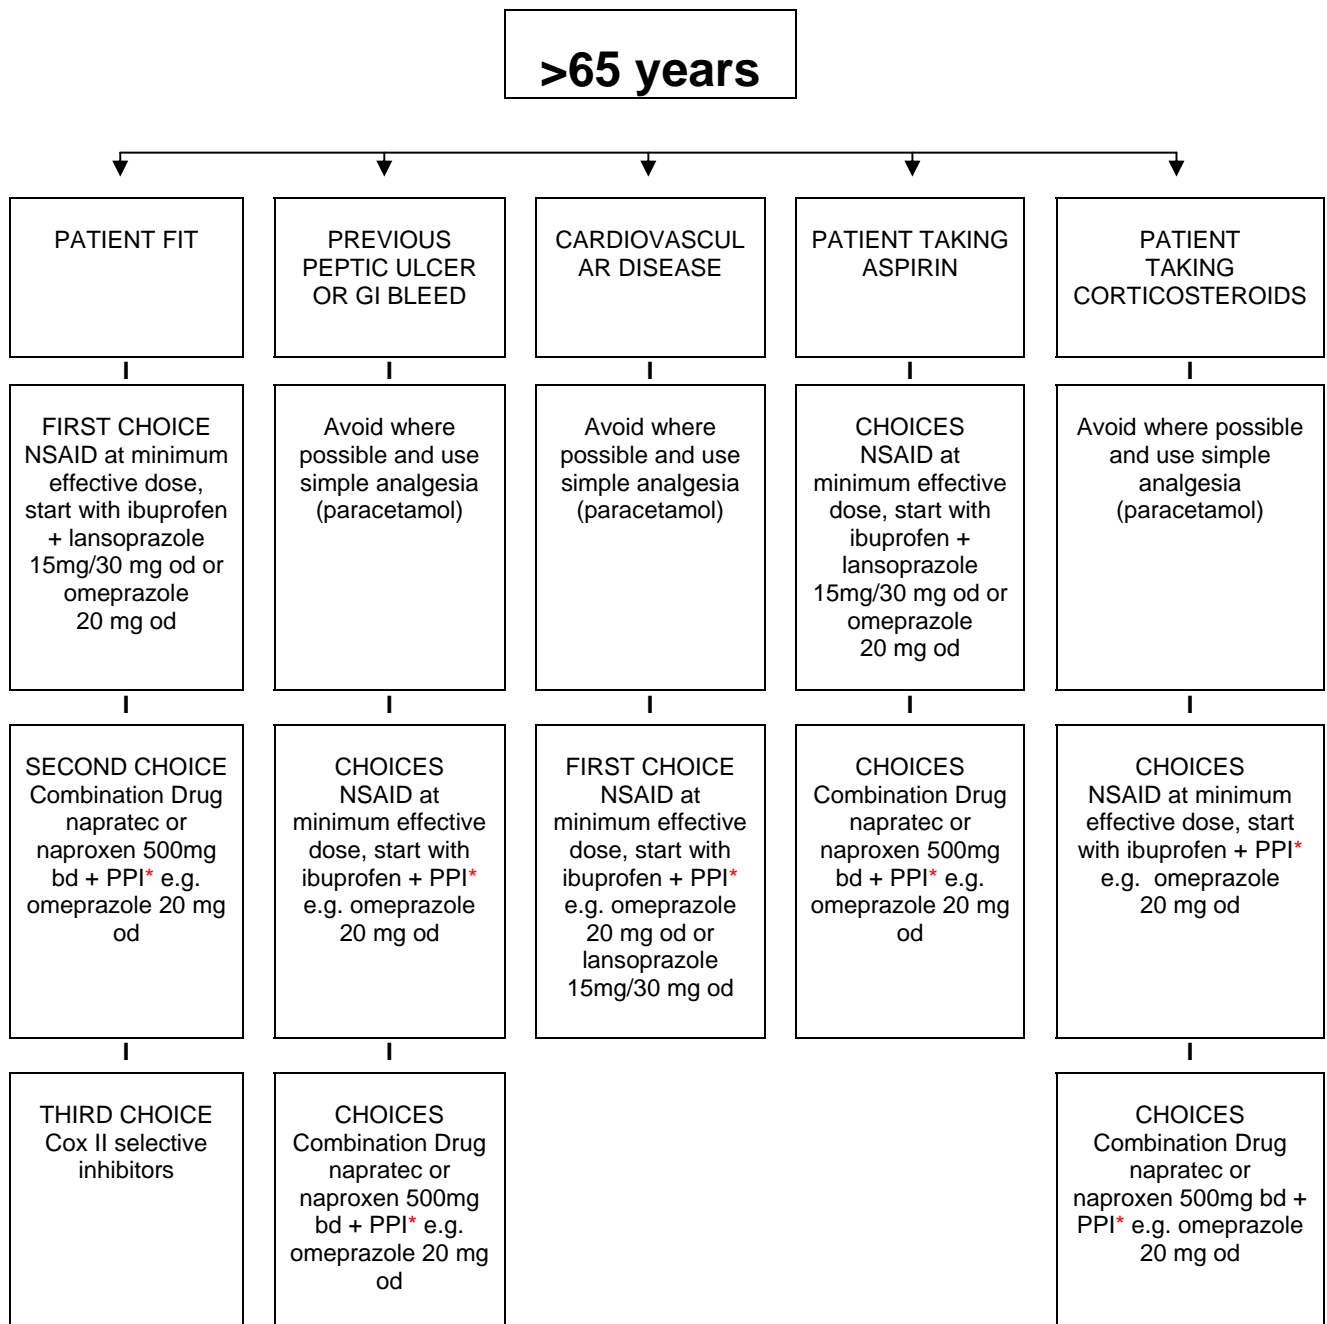 >65 years
PATIENT FIT
PREVIOUS
PEPTIC ULCER
OR GI BLEED
CARDIOVASCUL
AR DISEASE
PATIENT TAKING
ASPIRIN
PATIENT
TAKING
CORTICOSTEROIDS
FIRST CHOICE
NSAID at minimum
effective dose,
start with ibuprofen
+ lansoprazole
15mg/30 mg od or
omeprazole
20 mg od
Avoid where
possible and use
simple analgesia
(paracetamol)
Avoid where
possible and use
simple analgesia
(paracetamol)
CHOICES
NSAID at
minimum effective
dose, start with
ibuprofen +
lansoprazole
15mg/30 mg od or
omeprazole
20 mg od
Avoid where possible
and use simple
analgesia
(paracetamol)
SECOND CHOICE
Combination Drug
napratec or
naproxen 500mg
bd + PPI* e.g.
omeprazole 20 mg
od
CHOICES
NSAID at
minimum effective
dose, start with
ibuprofen + PPI*
e.g. omeprazole
20 mg od
FIRST CHOICE
NSAID at
minimum effective
dose, start with
ibuprofen + PPI*
e.g. omeprazole
20 mg od or
lansoprazole
15mg/30 mg od
CHOICES
Combination Drug
napratec or
naproxen 500mg
bd + PPI* e.g.
omeprazole 20 mg
od
CHOICES
NSAID at minimum
effective dose, start
with ibuprofen + PPI*
e.g. omeprazole
20 mg od
THIRD CHOICE
Cox II selective
inhibitors
CHOICES
Combination Drug
napratec or
naproxen 500mg
bd + PPI* e.g.
omeprazole 20 mg
od
CHOICES
Combination Drug
napratec or
naproxen 500mg bd +
PPI* e.g. omeprazole
20 mg od